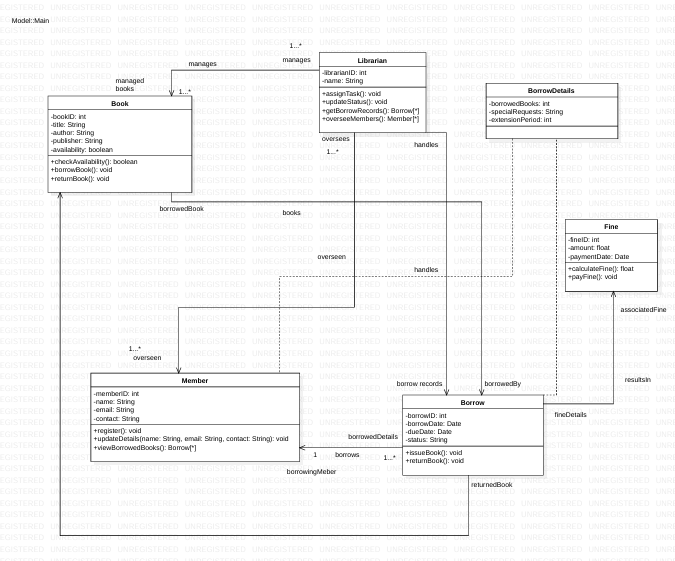 Model::Main
1...*
manages
manages
managed
books
1...*
Librarian
-librarianID: int
-name: String
+assignTask(): void
+updateStatus(): void
+getBorrowRecords(): Borrow[*]
+overseeMembers(): Member[*]
BorrowDetails
-borrowedBooks: int
-specialRequests: String
-extensionPeriod: int
Book
-bookID: int
-title: String
-author: String
-publisher: String
-availability: boolean
+checkAvailability(): boolean
+borrowBook(): void
+returnBook(): void
oversees
1...*
handles
borrowedBook
books
Fine
-fineID: int
-amount: float
-paymentDate: Date
+calculateFine(): float
+payFine(): void
overseen
handles
associatedFine
1...*
overseen
resultsIn
Member
-memberID: int
-name: String
-email: String
-contact: String
+register(): void
+updateDetails(name: String, email: String, contact: String): void
+viewBorrowedBooks(): Borrow[*]
borrow records
borrowedBy
Borrow
-borrowID: int
-borrowDate: Date
-dueDate: Date
-status: String
+issueBook(): void
+returnBook(): void
fineDetails
borrowedDetails
1
borrows
1...*
borrowingMeber
returnedBook
UNREGISTERED